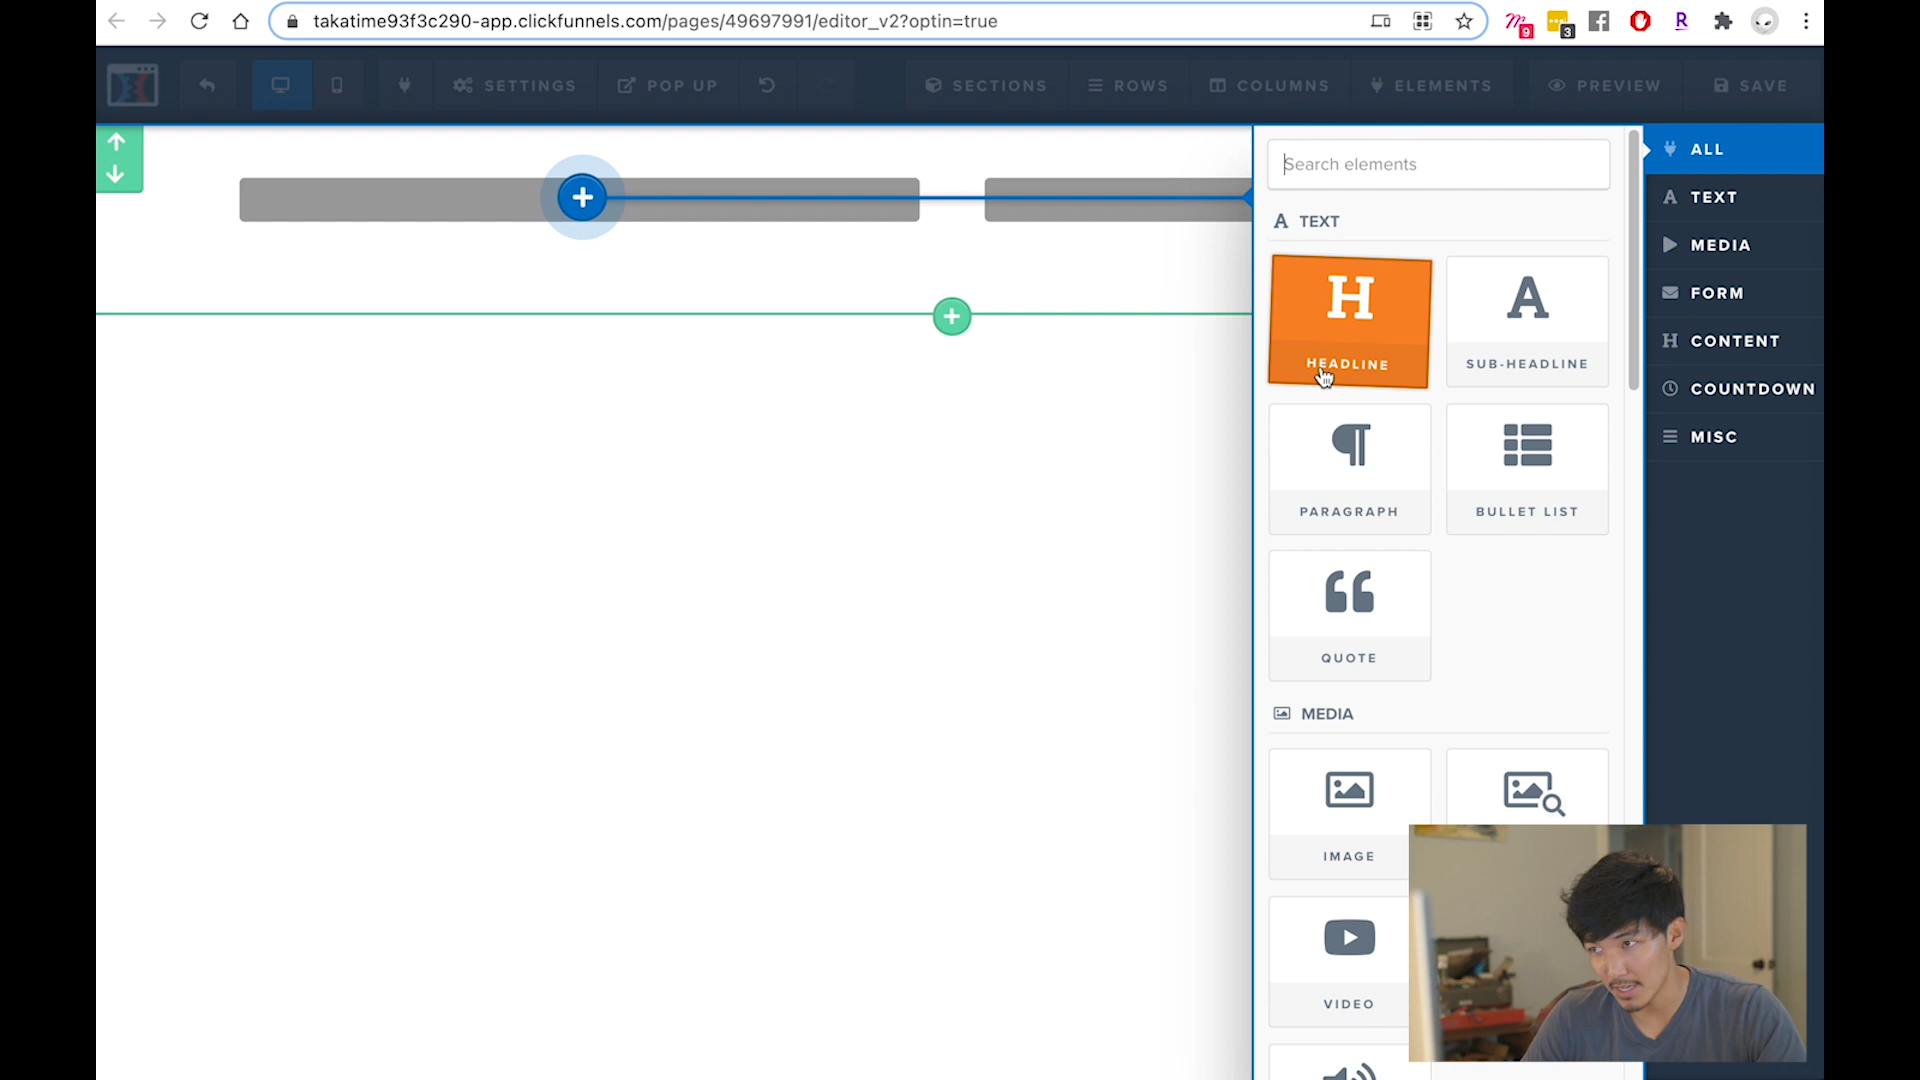 takatime93f3c290-app.clickfunnels.com/pages/49697991/editor_v2?optin=true
9
3
R
SETTINGS
POP UP
SECTIONS
ROWS
COLUMNS
ELEMENTS
PREVIEW
SAVE
Search elements
A TEXT
H
HEADLINE
A
SUB-HEADLINE
PARAGRAPH
BULLET LIST
QUOTE
MEDIA
IMAGE
VIDEO
ALL
A TEXT
MEDIA
FORM
H CONTENT
COUNTDOWN
MISC